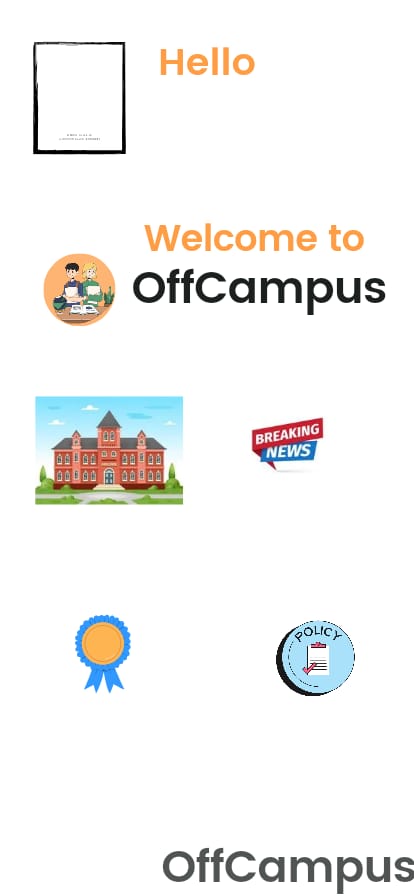 Hello
Welcome to
OffCampus
BREAKING
NEWS
POLICY
OffCampus